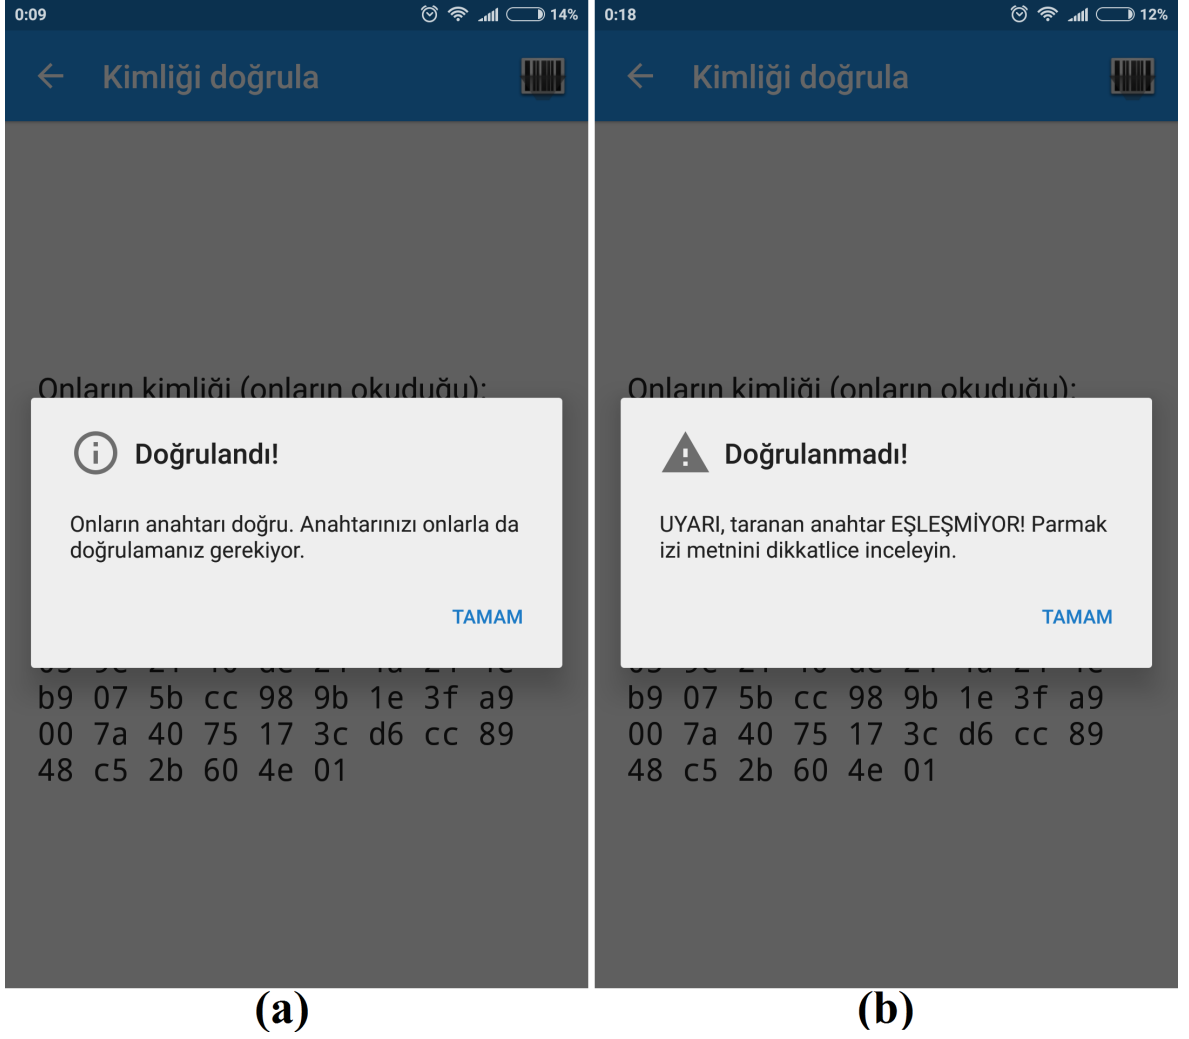 0:09
14%
Kimliği doğrula
Onların kimliği (onların okuduğu):
Doğrulandı!
Onların anahtarı doğru. Anahtarınızı onlarla da
doğrulamanız gerekiyor.
TAMAM
b9 07 5b cc 98 9b 1e 3f a9
00 7a 40 75 17 3c d6 cc 89
48 c5 2b 60 4e 01
(a)
0:18
12%
Kimliği doğrula
Onların kimliği (onların okuduğu):
Doğrulanmadı!
UYARI, taranan anahtar EŞLEŞMİYOR! Parmak
izi metnini dikkatlice inceleyin.
TAMAM
b9 07 5b cc 98 9b 1e 3f a9
00 7a 40 75 17 3c d6 cc 89
48 c5 2b 60 4e 01
(b)